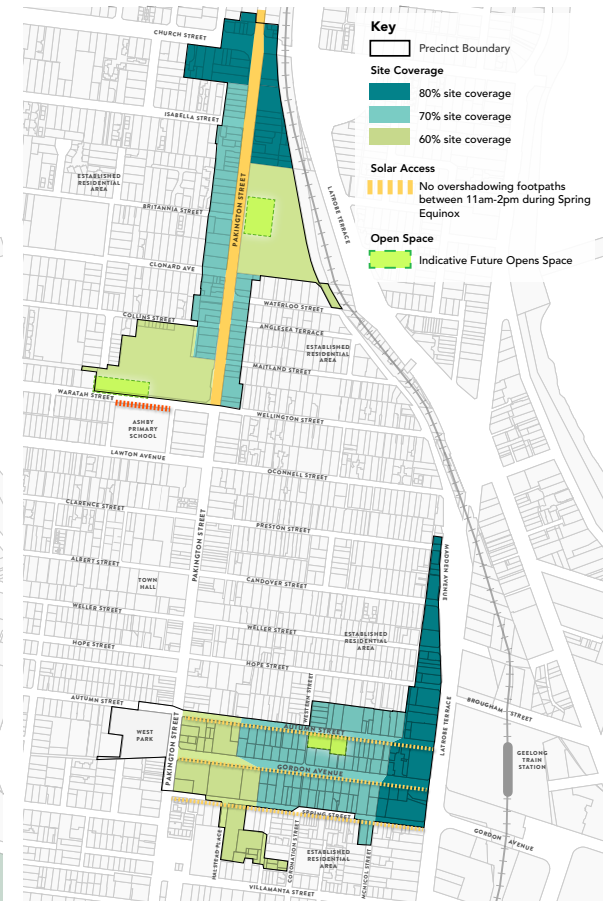 Key
Precinct Boundary
Site Coverage
80% site coverage
70% site coverage
60% site coverage
Solar Access
No overshadowing footpaths
between 11am-2pm during Spring
Equinox
Open Space
Indicative Future Opens Space
CHURCH STREET
ISABELLA STREET
ESTABLISHED
RESIDENTIAL
AREA
BRITANNIA STREET
PAKINGTON STREET
LATROBE TERRACE
CLONARD AVE
WATERLOO STREET
COLLINS STREET
ANGLESEA TERRACE
ESTABLISHED
RESIDENTIAL
AREA
MAITLAND STREET
WARATAH STREET
WELLINGTON STREET
ASHBY
PRIMARY
SCHOOL
LAWTON AVENUE
OCONNELL STREET
CLARENCE STREET
PAKINGTON STREET
PRESTON STREET
MADDEN AVENUE
ALBERT STREET
TOWN
HALL
CANDOVER STREET
WELLER STREET
WELLER STREET
ESTABLISHED
RESIDENTIAL
AREA
HOPE STREET
HOPE STREET
AUTUMN STREET
WESTERN STREET
LATROBE TERRACE
BROUGHAM STREET
WEST
PARK
PAKINGTON STREET
AUTUMN STREET
GEELONG
TRAIN
STATION
GORDON AVENUE
SPRING STREET
GORDON AVENUE
HALSTEAD PLACE
CORONATION STREET
ESTABLISHED
RESIDENTIAL
AREA
MCNICOL STREET
VILLAMANTA STREET